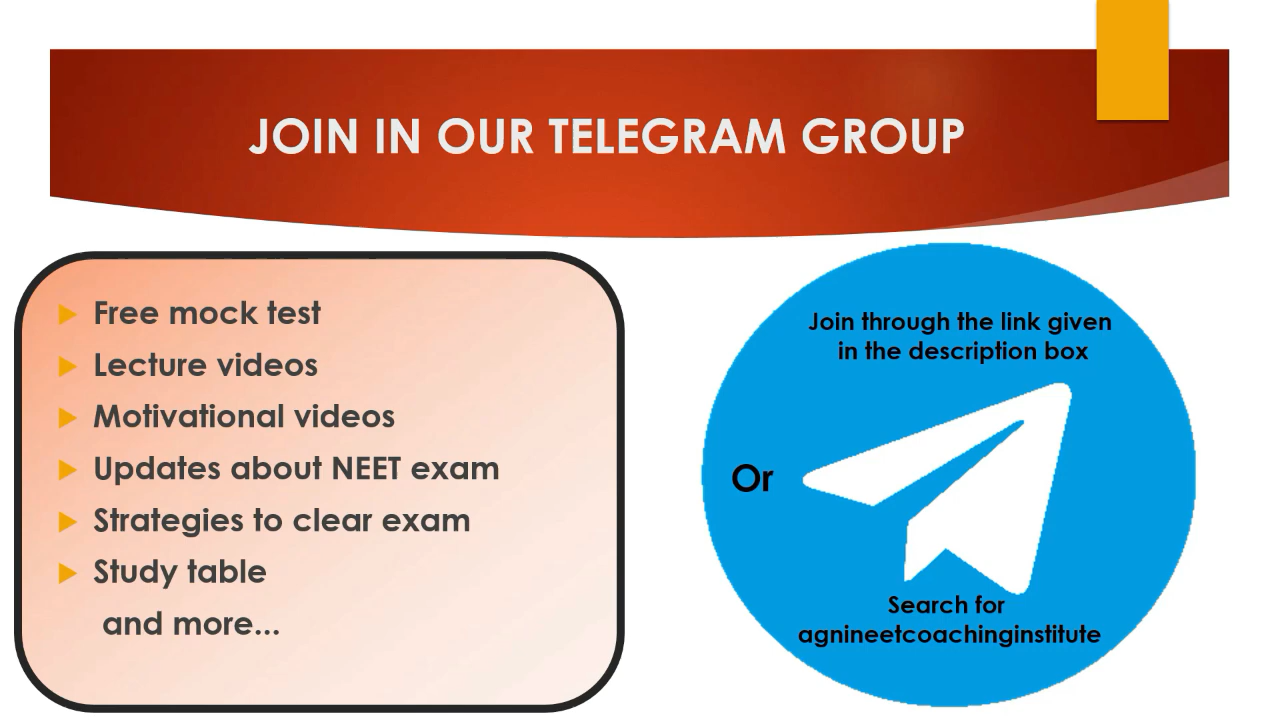 JOIN IN OUR TELEGRAM GROUP
Free mock test
Lecture videos
Motivational videos
Updates about NEET exam
Strategies to clear exam
Study table
and more...
Join through the link given
in the description box
Or
Search for
agnineetcoachinginstitute